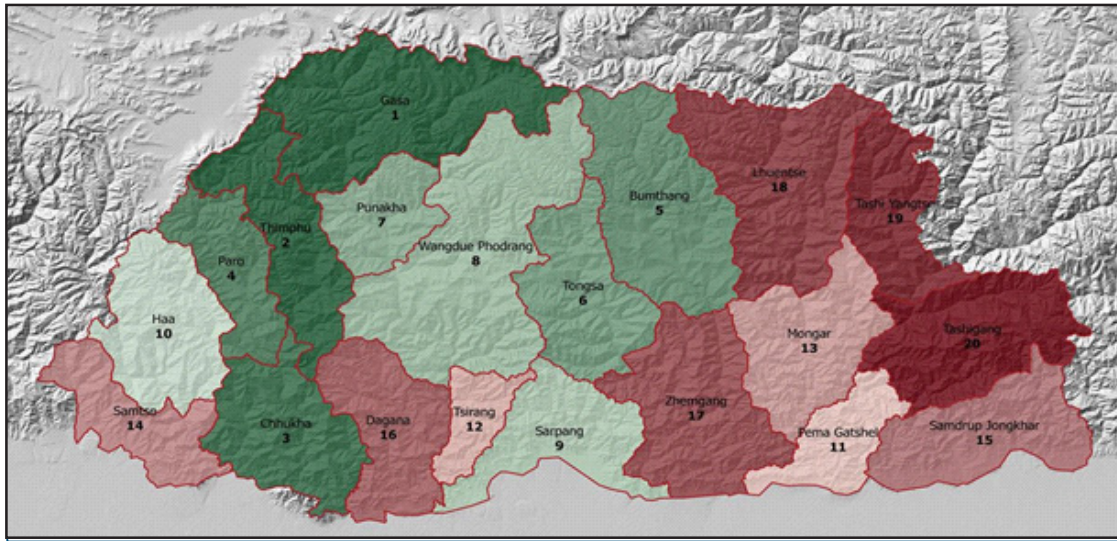 Gasa
1
Thimphu
2
Punakha
7
Wangdue Phodrang
8
Bumthang
5
Lhuentse
18
Tashi Yangtse
19
Paro
4
Tongsa
6
Haa
10
Mongar
13
Tashigang
20
Samtse
14
Chhukha
3
Dagana
16
Tsirang
12
Sarpang
9
Zhemgang
17
Pema Gatshel
11
Samdrup Jongkhar
15